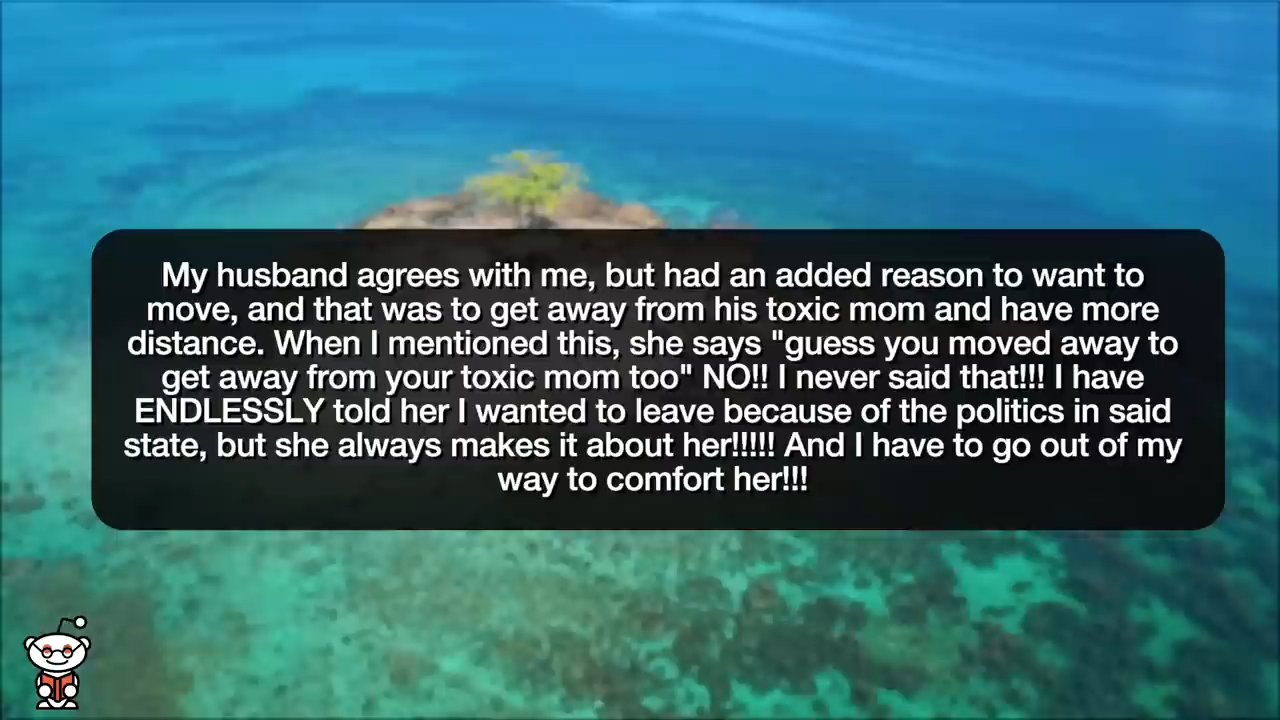 My husband agrees with me, but had an added reason to want to
move, and that was to get away from his toxic mom and have more
distance. When I mentioned this, she says "guess you moved away to
get away from your toxic mom too" NO!! I never said that!!! I have
ENDLESSLY told her I wanted to leave because of the politics in said
state, but she always makes it about her!!!!! And I have to go out of my
way to comfort her!!!